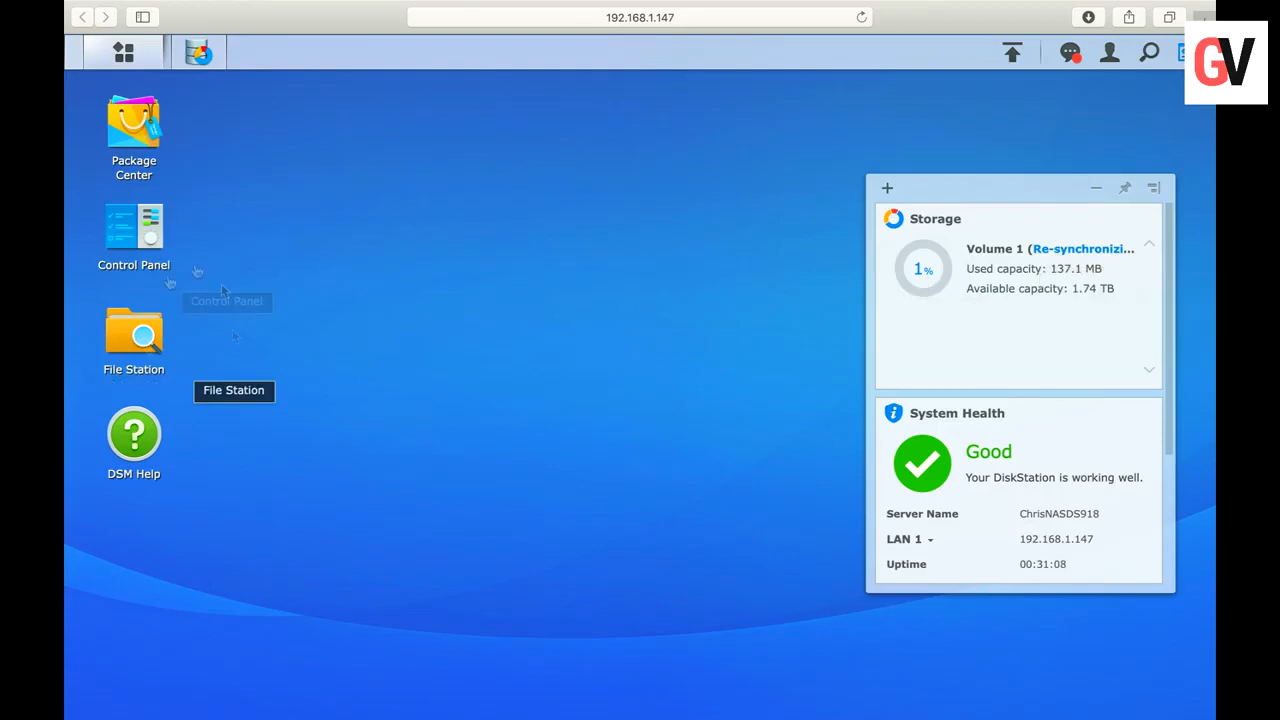 192.168.1.147
GV
Package
Center
Control Panel
Control Panel
File Station
File Station
DSM Help
Storage
1%
Volume 1 (Re-synchronizi...
Used capacity: 137.1 MB
Available capacity: 1.74 TB
System Health
Good
Your DiskStation is working well.
Server Name ChrisNASDS918
LAN 1 192.168.1.147
Uptime 00:31:08